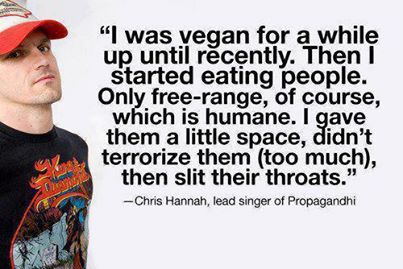 “I was vegan for a while
up until recently. Then I
started eating people.
Only free-range, of course,
which is humane. I gave
them a little space, didn’t
terrorize them (too much),
then slit their throats.”
—Chris Hannah, lead singer of Propagandhi
King Diamond